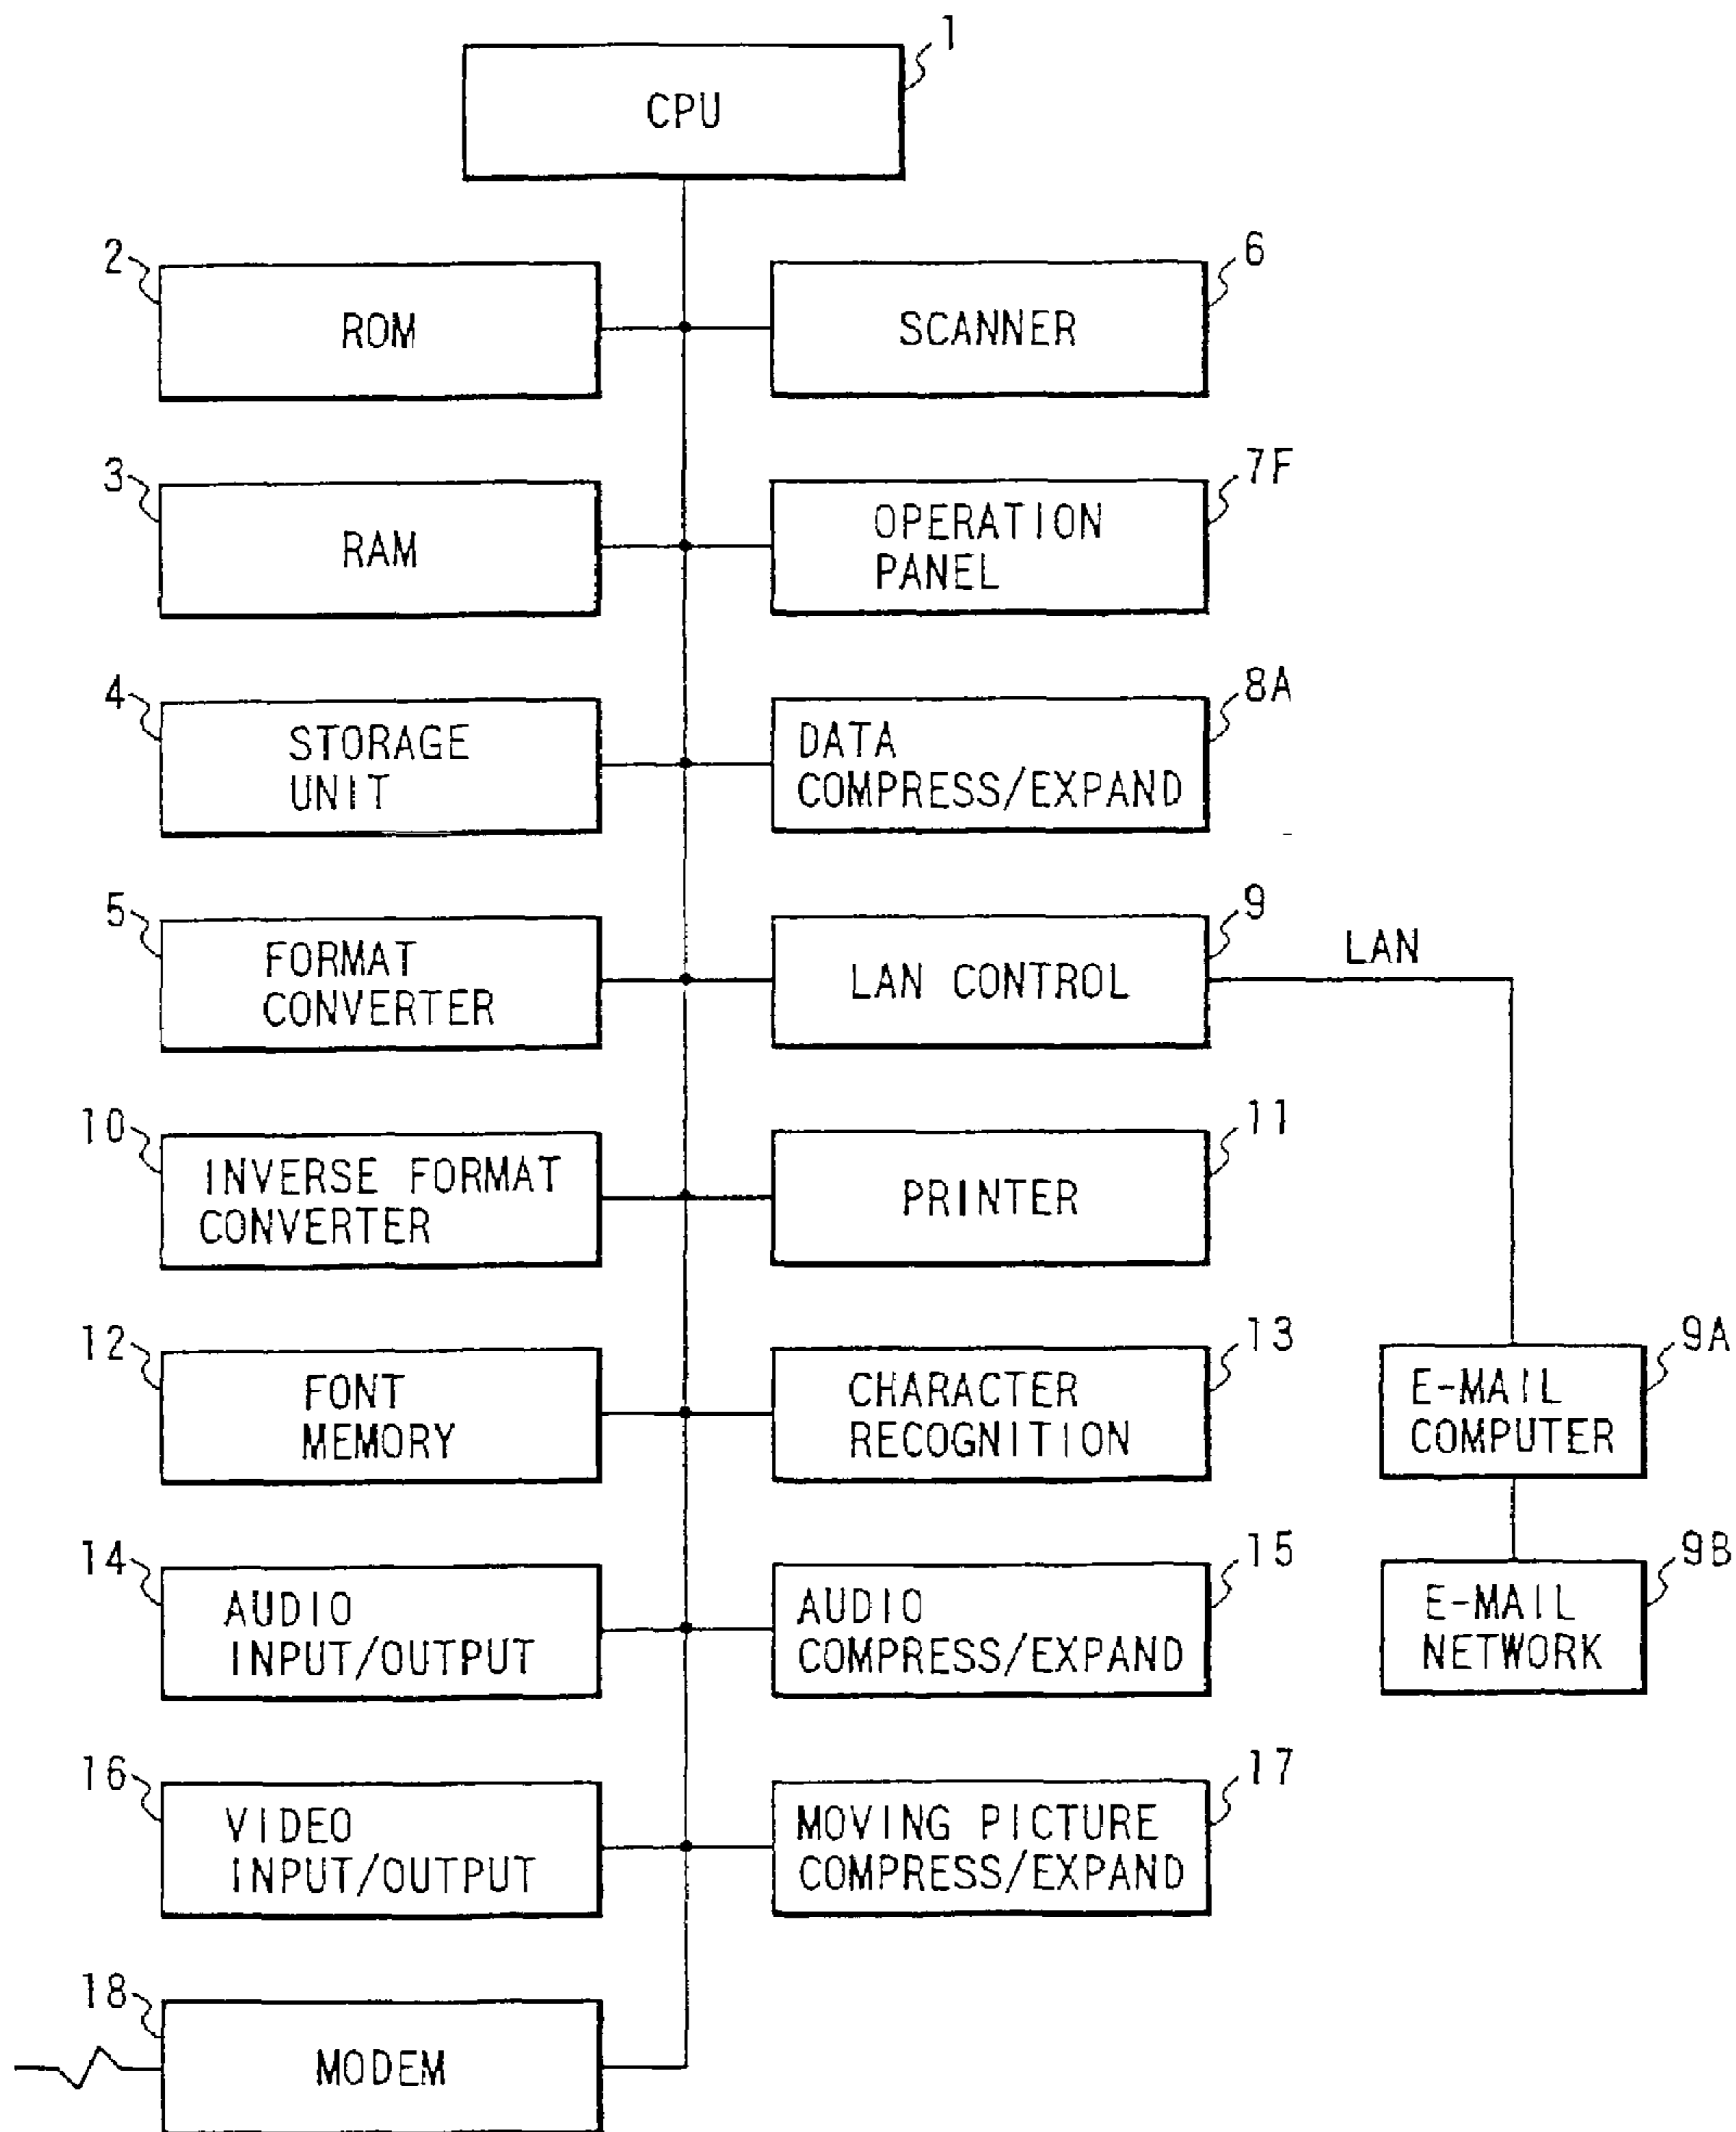 1
CPU
2
ROM
6
SCANNER
3
RAM
7F
OPERATION
PANEL
4
STORAGE
UNIT
8A
DATA
COMPRESS/EXPAND
5
FORMAT
CONVERTER
9
LAN CONTROL
LAN
10
INVERSE FORMAT
CONVERTER
11
PRINTER
12
FONT
MEMORY
13
CHARACTER
RECOGNITION
9A
E-MAIL
COMPUTER
14
AUDIO
INPUT/OUTPUT
15
AUDIO
COMPRESS/EXPAND
9B
E-MAIL
NETWORK
16
VIDEO
INPUT/OUTPUT
17
MOVING PICTURE
COMPRESS/EXPAND
18
MODEM